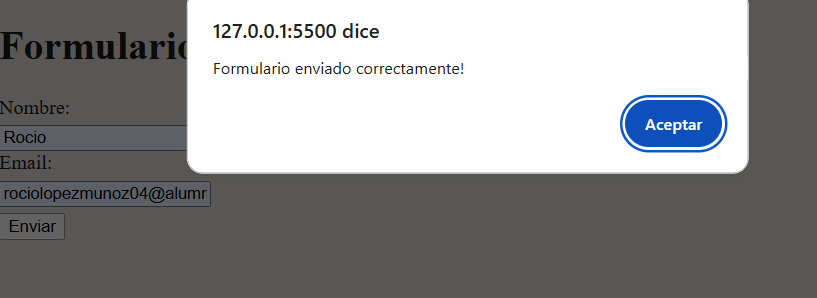 127.0.0.1:5500 dice
Formulario enviado correctamente!
Aceptar
Formulario
Nombre:
Rocio
Email:
rociolopezmunoz04@alumr
Enviar